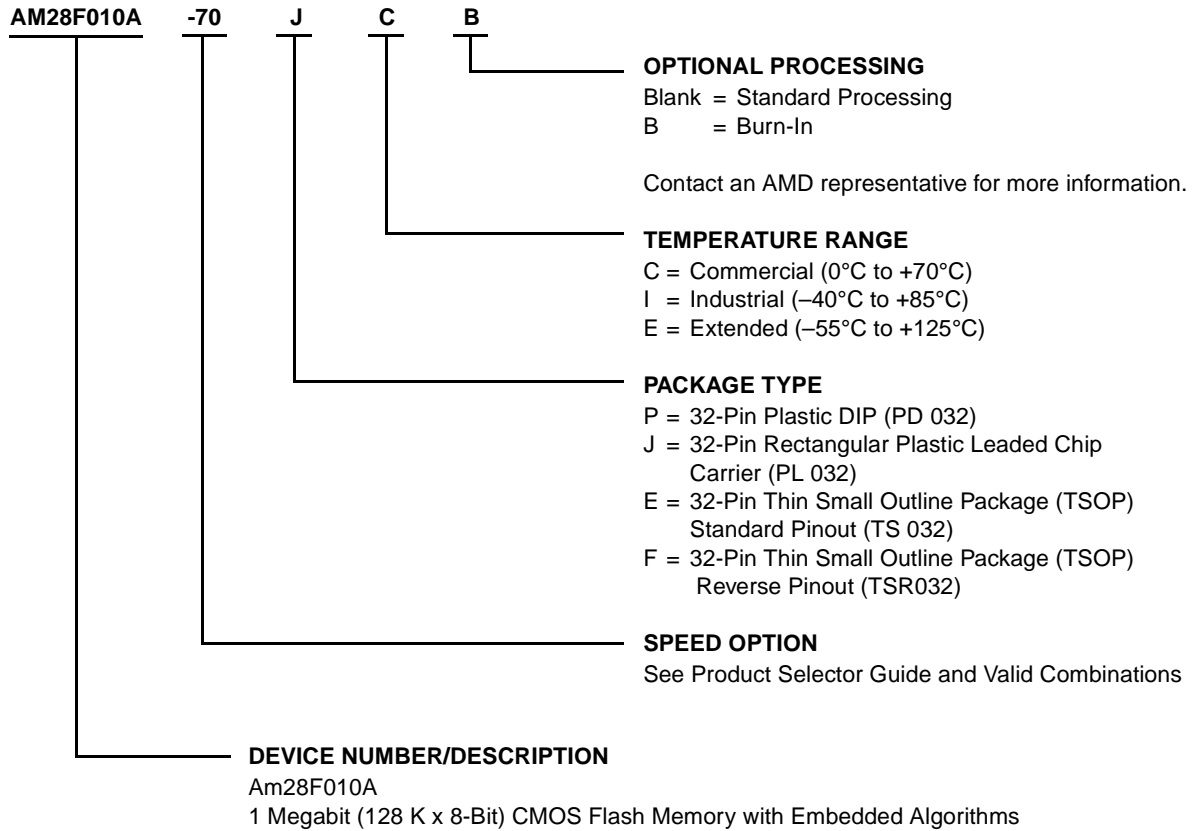 AM28F010A -70 J C B
OPTIONAL PROCESSING
Blank = Standard Processing
B = Burn-In
Contact an AMD representative for more information.
TEMPERATURE RANGE
C = Commercial (0°C to +70°C)
I = Industrial (–40°C to +85°C)
E = Extended (–55°C to +125°C)
PACKAGE TYPE
P = 32-Pin Plastic DIP (PD 032)
J = 32-Pin Rectangular Plastic Leaded Chip
Carrier (PL 032)
E = 32-Pin Thin Small Outline Package (TSOP)
Standard Pinout (TS 032)
F = 32-Pin Thin Small Outline Package (TSOP)
Reverse Pinout (TSR032)
SPEED OPTION
See Product Selector Guide and Valid Combinations
DEVICE NUMBER/DESCRIPTION
Am28F010A
1 Megabit (128 K x 8-Bit) CMOS Flash Memory with Embedded Algorithms